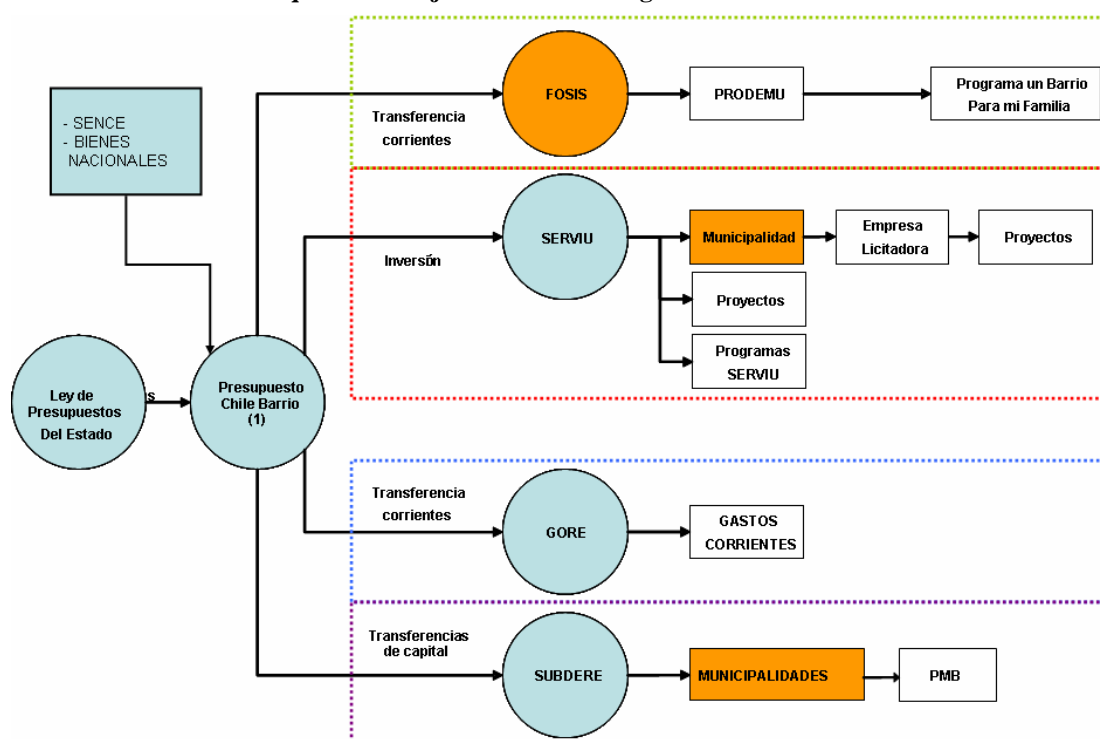 - SENCE
- BIENES
NACIONALES
Ley de
Presupuestos
Del Estado
s
Presupuesto
Chile Barrio
(1)
Transferencia
corrientes
FOSIS
PRODEMU
Programa un Barrio
Para mi Familia
Inversión
SERVIU
Municipalidad
Empresa
Licitadora
Proyectos
Proyectos
Programas
SERVIU
Transferencia
corrientes
GORE
GASTOS
CORRIENTES
Transferencias
de capital
SUBDERE
MUNICIPALIDADES
PMB